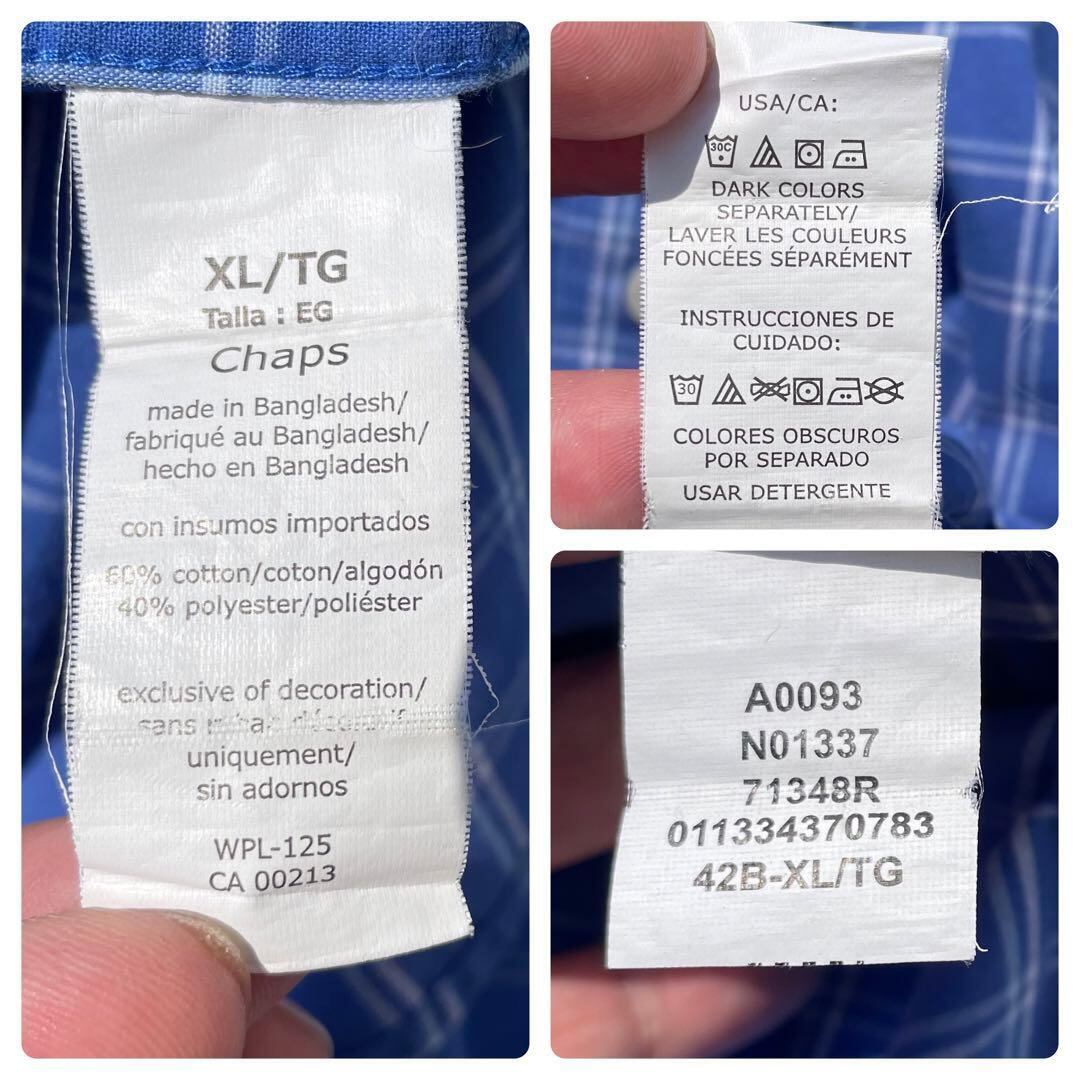 XL/TG
Talla : EG
Chaps
made in Bangladesh/
fabriqué au Bangladesh/
hecho en Bangladesh
con insumos importados
60% cotton/coton/algodón
40% polyester/poliéster
exclusive of decoration/
sans
uniquement/
sin adornos
WPL-125
CA 00213
USA/CA:
30C
DARK COLORS
SEPARATELY/
LAVER LES COULEURS
FONCÉES SÉPARÉMENT
INSTRUCCIONES DE
CUIDADO:
30
COLORES OBSCUROS
POR SEPARADO
USAR DETERGENTE
A0093
N01337
71348R
011334370783
42B-XL/TG